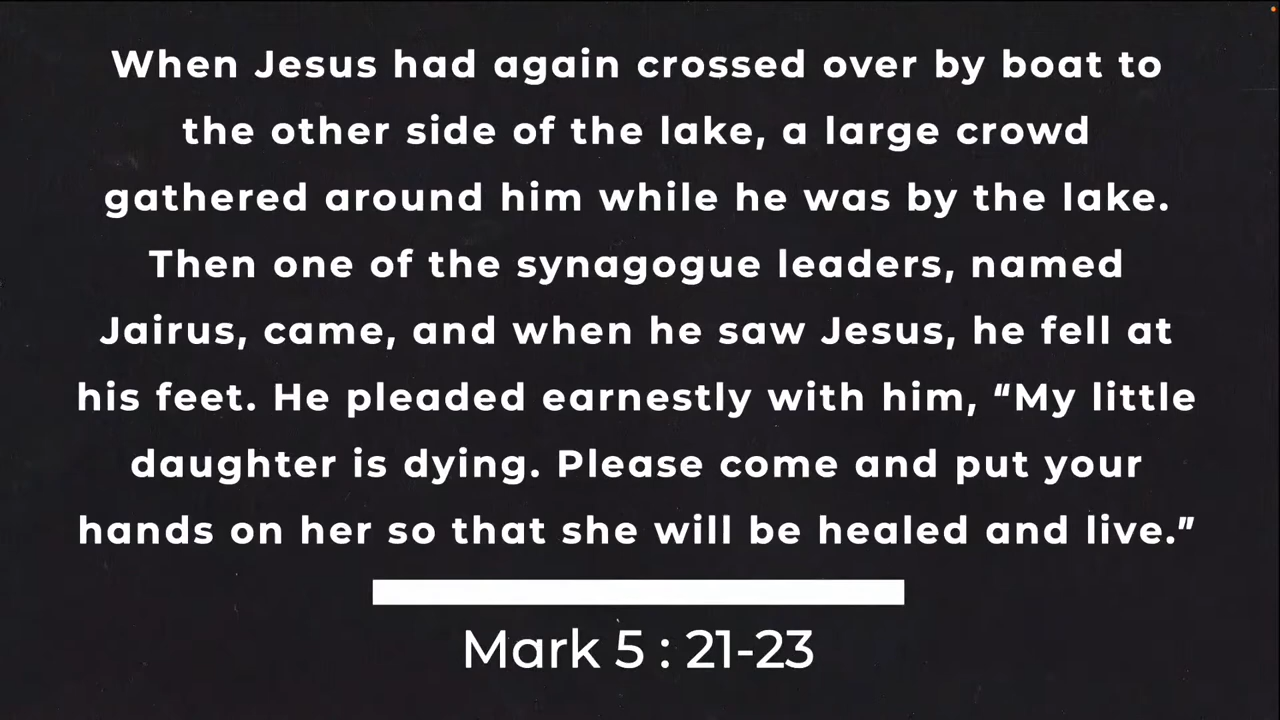 When Jesus had again crossed over by boat to
the other side of the lake, a large crowd
gathered around him while he was by the lake.
Then one of the synagogue leaders, named
Jairus, came, and when he saw Jesus, he fell at
his feet. He pleaded earnestly with him, “My little
daughter is dying. Please come and put your
hands on her so that she will be healed and live.”
Mark 5 : 21-23